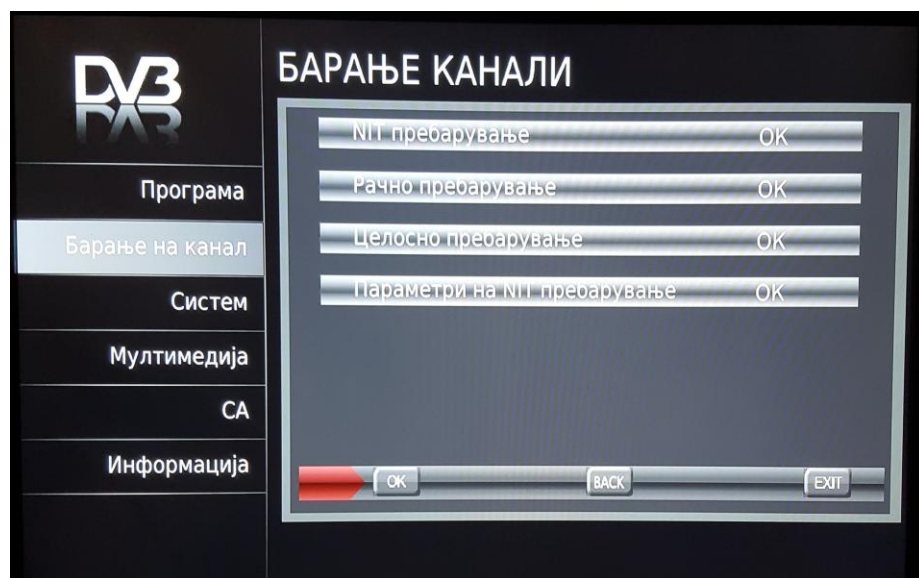 DVB
БАРАЊЕ КАНАЛИ
NIT пребарување OK
Рачно пребарување OK
Целосно пребарување OK
Параметри на NIT пребарување OK
Програма
Барање на канал
Систем
Мултимедија
CA
Информација
OK BACK EXIT